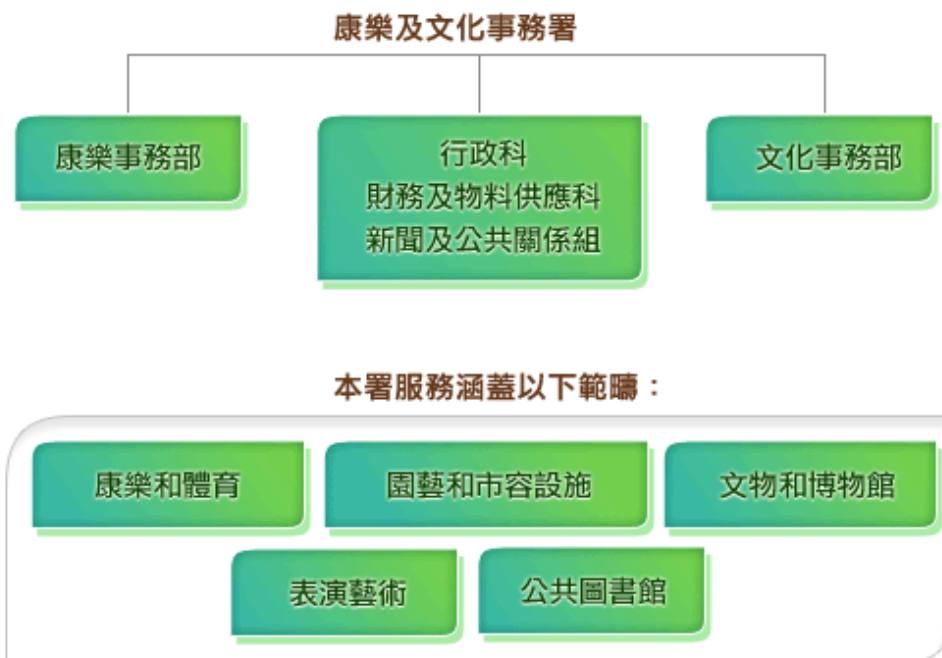 康樂及文化事務署
康樂事務部
行政科
財務及物料供應科
新聞及公共關係組
文化事務部
本署服務涵蓋以下範疇：
康樂和體育
園藝和市容設施
文物和博物館
表演藝術
公共圖書館